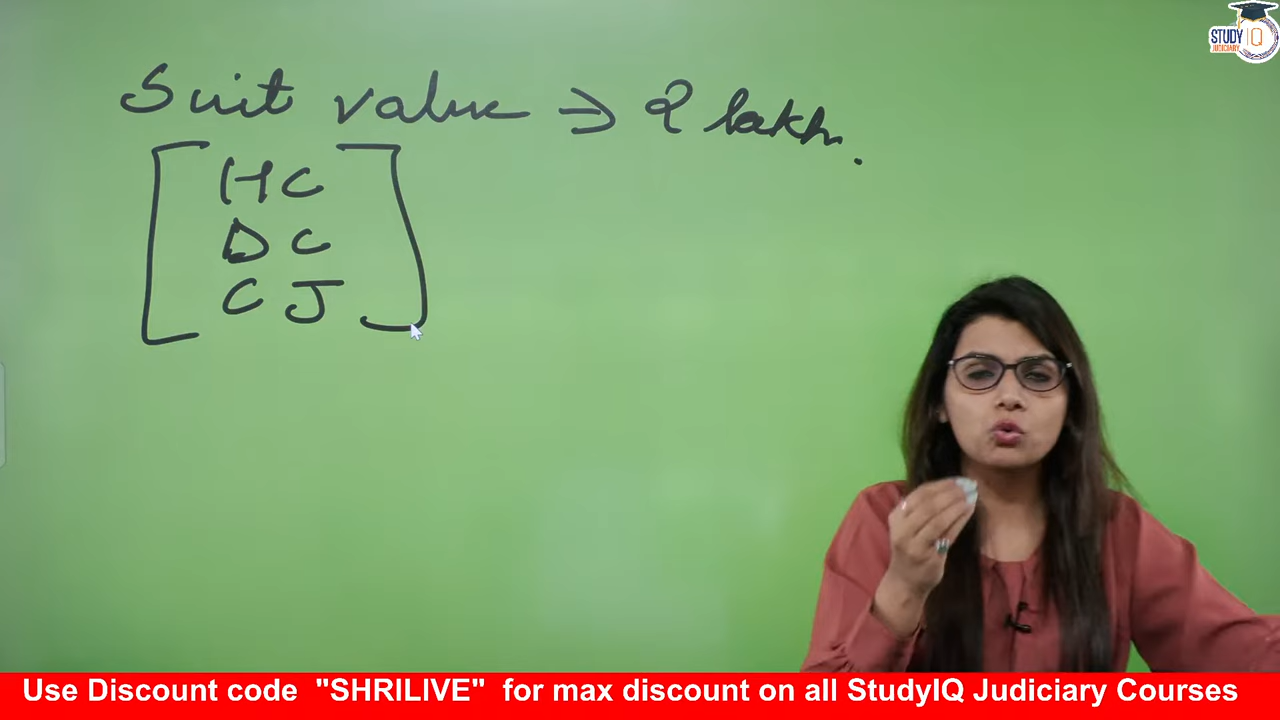 STUDY IQ
JUDICIARY
Suit value → 2 lakh.
HC
DC
CJ
Use Discount code "SHRILIVE" for max discount on all StudyIQ Judiciary Courses